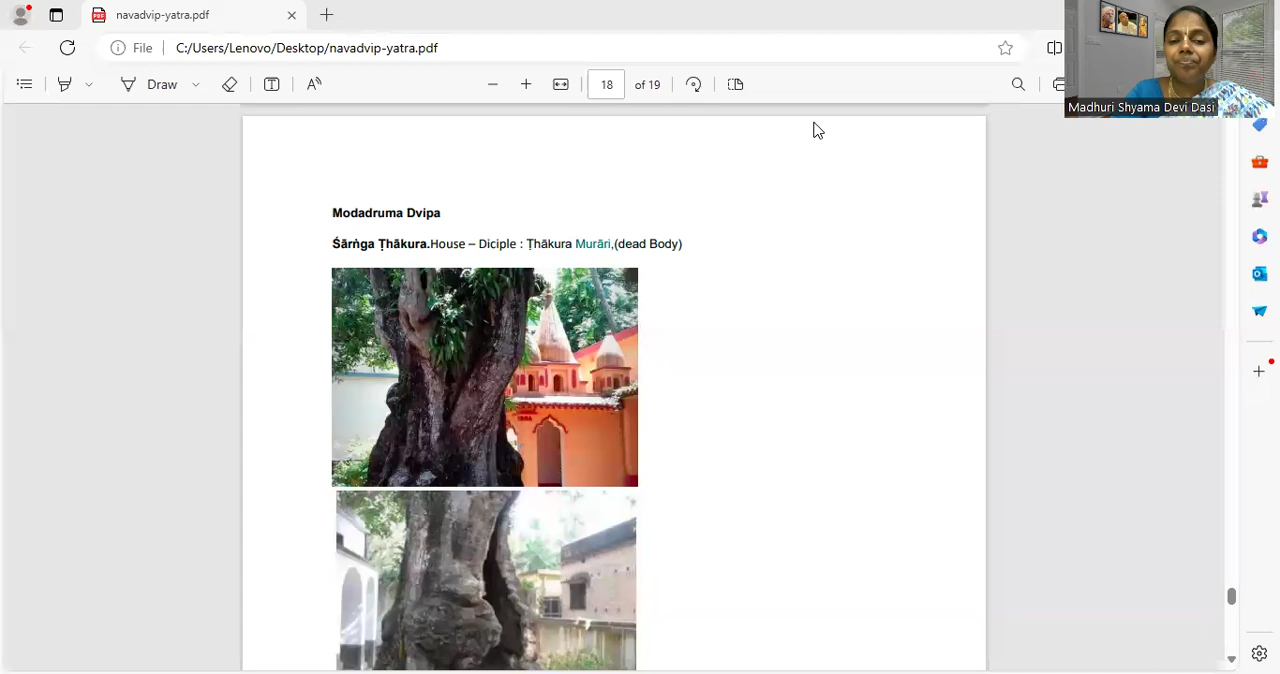 navadvip-yatra.pdf
File
C:/Users/Lenovo/Desktop/navadvip-yatra.pdf
Draw
18 of 19
Madhuri Shyama Devi Dasi
Modadruma Dvipa
Śārṅga Ṭhākura.House – Diciple : Ṭhākura Murāri,(dead Body)